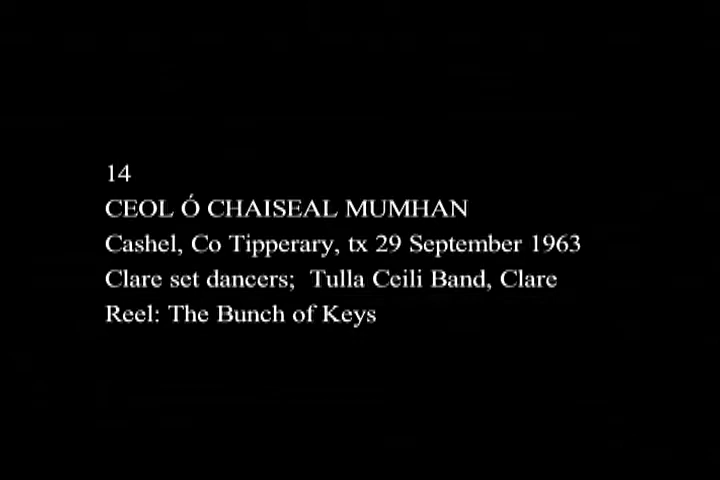 14
CEOL Ó CHAISEAL MUMHAN
Cashel, Co Tipperary, tx 29 September 1963
Clare set dancers;  Tulla Ceili Band, Clare
Reel: The Bunch of Keys